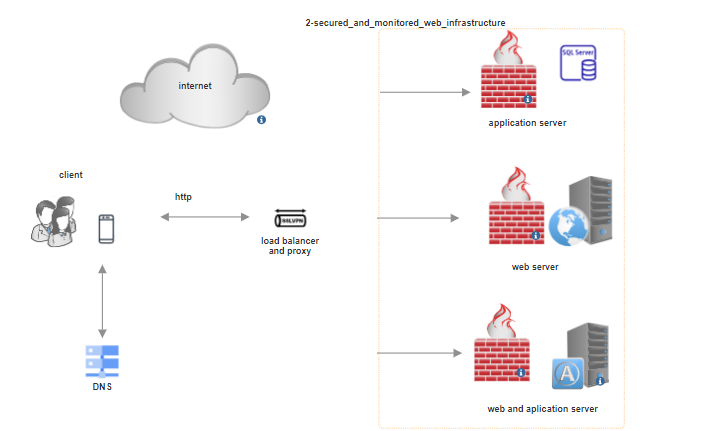 2-secured_and_monitored_web_infrastructure
internet
SQL Server
application server
client
http
SSLVPN
load balancer
and proxy
web server
DNS
A
web and aplication server